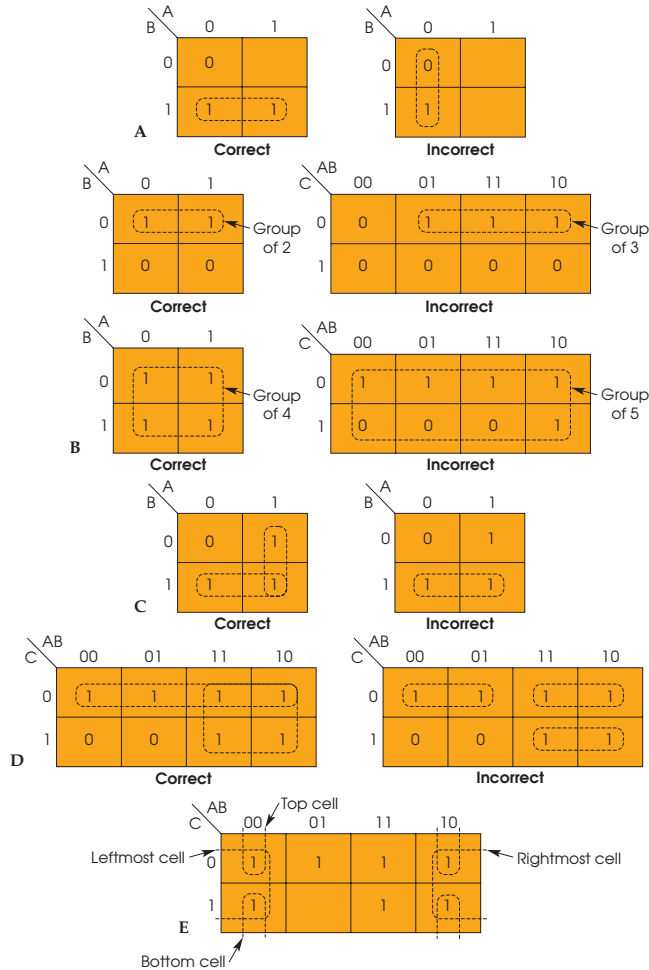 A A
B 0 1 B 0 1
0 0 0 0
1 1 1 1 1
A
Correct Incorrect
A AB
B 0 1 C 00 01 11 10
0 1 1 0 0 1 1 1
Group of 2
Group of 3
1 0 0 1 0 0 0 0
Correct Incorrect
A AB
B 0 1 C 00 01 11 10
0 1 1 0 1 1 1 1
Group of 4
Group of 5
1 1 1 1 0 0 0 1
B
Correct Incorrect
A A
B 0 1 B 0 1
0 0 1 0 0 1
1 1 1 1 1 1
C
Correct Incorrect
AB AB
C 00 01 11 10 C 00 01 11 10
0 1 1 1 1 0 1 1 1 1
1 0 0 1 1 1 0 0 1 1
D
Correct Incorrect
AB Top cell
C 00 01 11 10
Leftmost cell Rightmost cell
0 1 1 1 1
1 1 1 1
E
Bottom cell